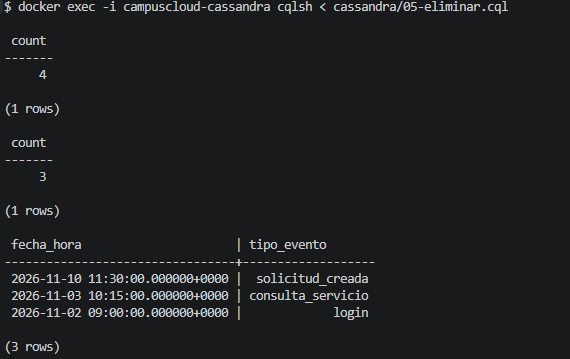 $ docker exec -i campuscloud-cassandra cqlsh < cassandra/05-eliminar.cql
count
-------
4
(1 rows)
count
-------
3
(1 rows)
fecha_hora | tipo_evento
---------------------------------+-------------------
2026-11-10 11:30:00.000000+0000 | solicitud_creada
2026-11-03 10:15:00.000000+0000 | consulta_servicio
2026-11-02 09:00:00.000000+0000 | login
(3 rows)